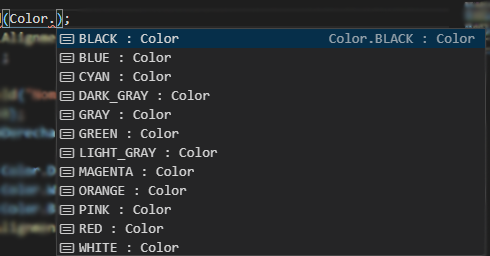 (Color.);
BLACK : Color Color.BLACK : Color
BLUE : Color
CYAN : Color
DARK_GRAY : Color
GRAY : Color
GREEN : Color
LIGHT_GRAY : Color
MAGENTA : Color
ORANGE : Color
PINK : Color
RED : Color
WHITE : Color